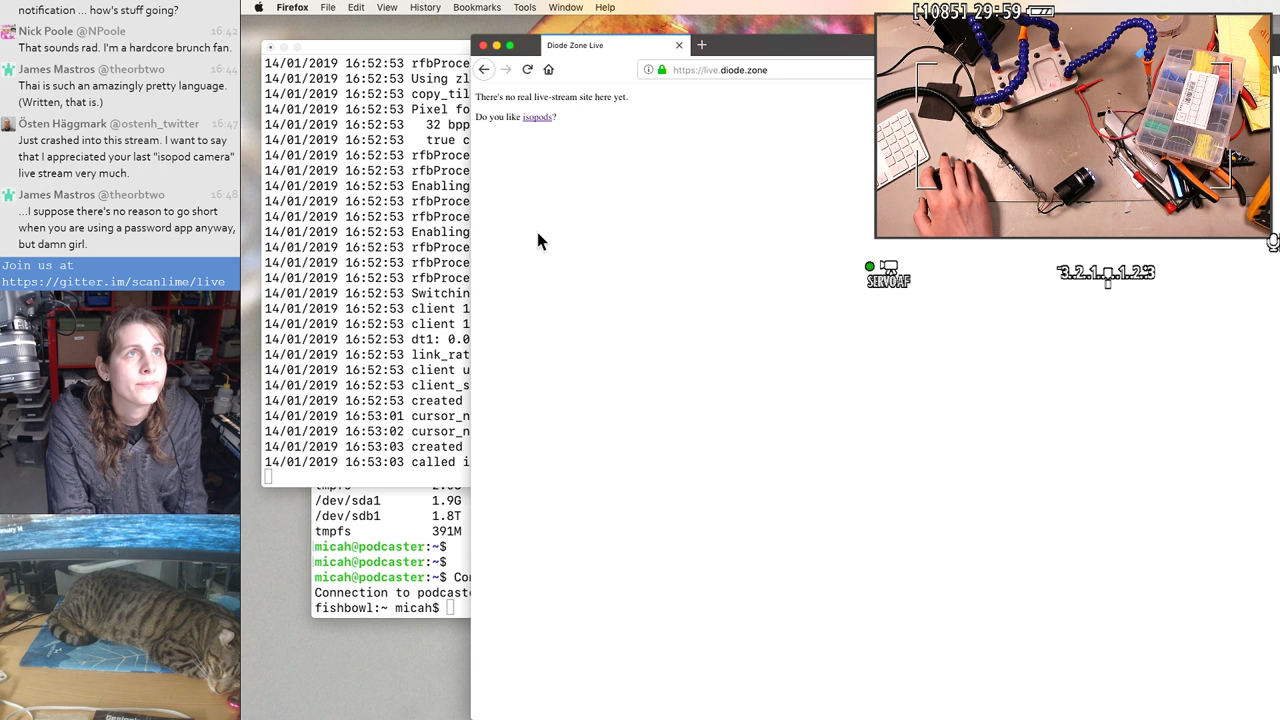 notification ... how's stuff going?
Nick Poole @NPoole 16:42
That sounds rad. I'm a hardcore brunch fan.
James Mastros @theorbtwo 16:44
Thai is such an amazingly pretty language.
(Written, that is.)
Östen Häggmark @ostenh_twitter 16:47
Just crashed into this stream. I want to say
that I appreciated your last "isopod camera"
live stream very much.
James Mastros @theorbtwo 16:48
...I suppose there's no reason to go short
when you are using a password app anyway,
but damn girl.
Join us at
https://gitter.im/scanlime/live
Firefox File Edit View History Bookmarks Tools Window Help
14/01/2019 16:52:53 rfbProce
14/01/2019 16:52:53 Using zl
14/01/2019 16:52:53 copy_til
14/01/2019 16:52:53 Pixel fo
14/01/2019 16:52:53 32 bpp
14/01/2019 16:52:53 true c
14/01/2019 16:52:53 rfbProce
14/01/2019 16:52:53 rfbProce
14/01/2019 16:52:53 Enabling
14/01/2019 16:52:53 rfbProce
14/01/2019 16:52:53 Enabling
14/01/2019 16:52:53 rfbProce
14/01/2019 16:52:53 Enabling
14/01/2019 16:52:53 rfbProce
14/01/2019 16:52:53 rfbProce
14/01/2019 16:52:53 Switchin
14/01/2019 16:52:53 client 1
14/01/2019 16:52:53 client 1
14/01/2019 16:52:53 dt1: 0.0
14/01/2019 16:52:53 link_rat
14/01/2019 16:52:53 client u
14/01/2019 16:52:53 client_s
14/01/2019 16:52:53 created
14/01/2019 16:53:01 cursor_n
14/01/2019 16:53:02 cursor_n
14/01/2019 16:53:03 created
14/01/2019 16:53:03 called i
/dev/sda1 1.9G
/dev/sdb1 1.8T
tmpfs 391M
micah@podcaster:~$
micah@podcaster:~$
micah@podcaster:~$ Con
Connection to podcaste
fishbowl:~ micah$
Diode Zone Live
https://live.diode.zone
There's no real live-stream site here yet.
Do you like isopods?
[1085] 29:59
SERVOAF
3.2.1...1.2.3